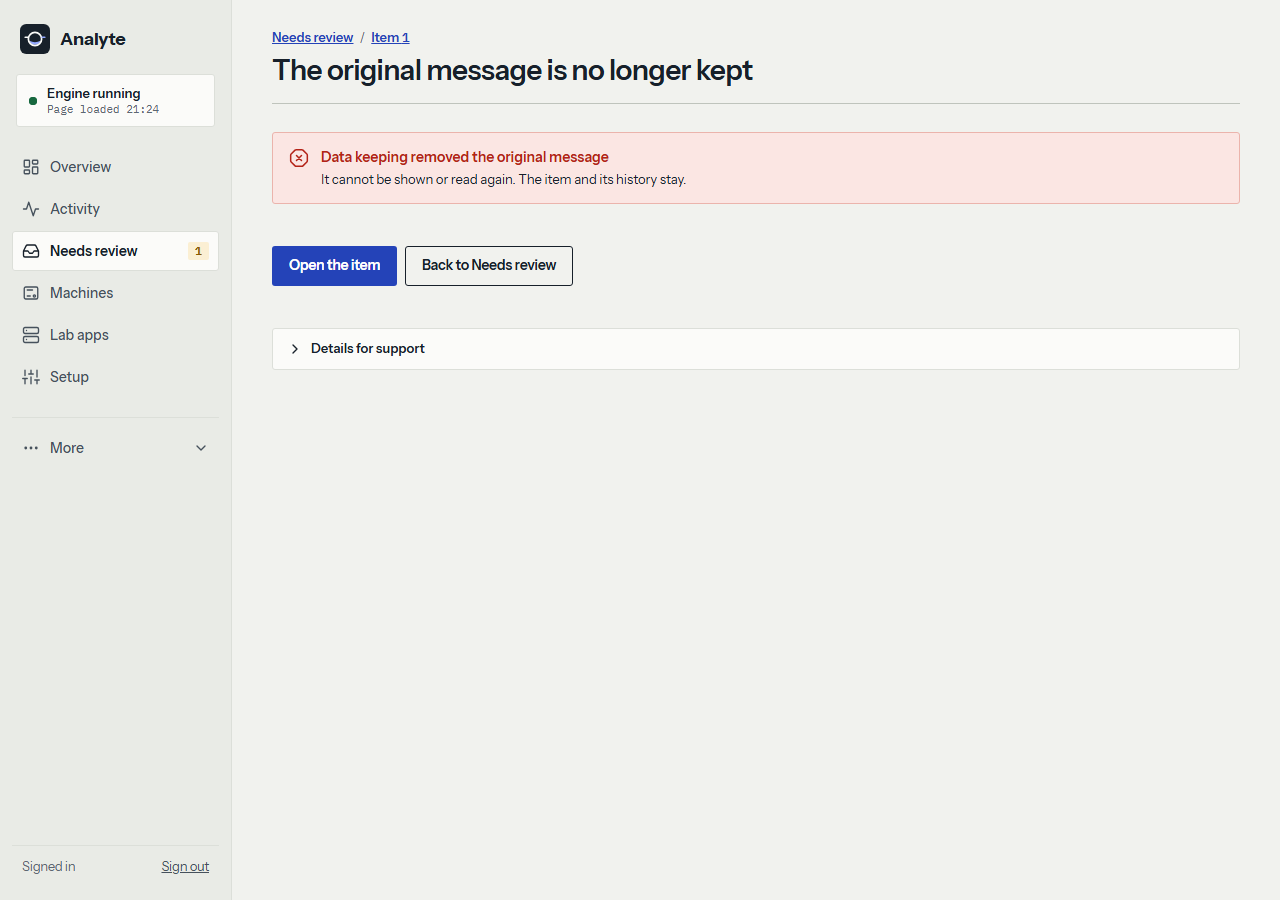 Analyte
Engine running
Page loaded 21:24
Overview
Activity
Needs review 1
Machines
Lab apps
Setup
More
Signed in Sign out
Needs review / Item 1
The original message is no longer kept
Data keeping removed the original message
It cannot be shown or read again. The item and its history stay.
Open the item Back to Needs review
Details for support